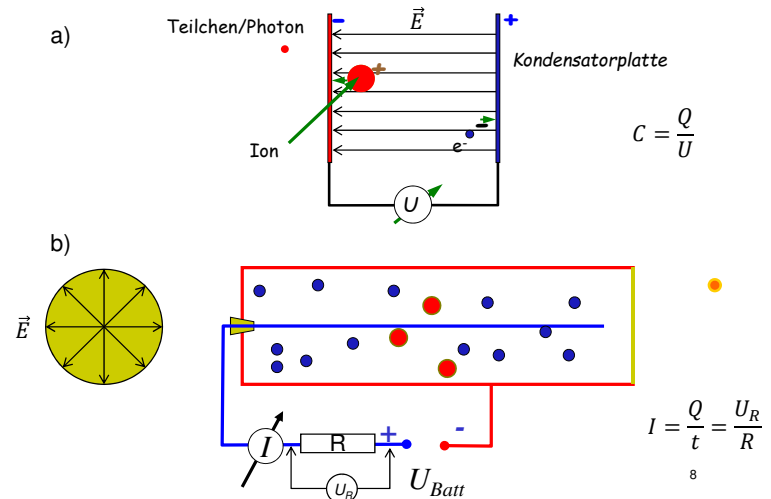 a)
Teilchen/Photon
-
E⃗
+
Kondensatorplatte
+
-
e⁻
Ion
C = Q/U
U
b)
E⃗
I
R
+
-
U_R
U_Batt
I = Q/t = U_R/R
8